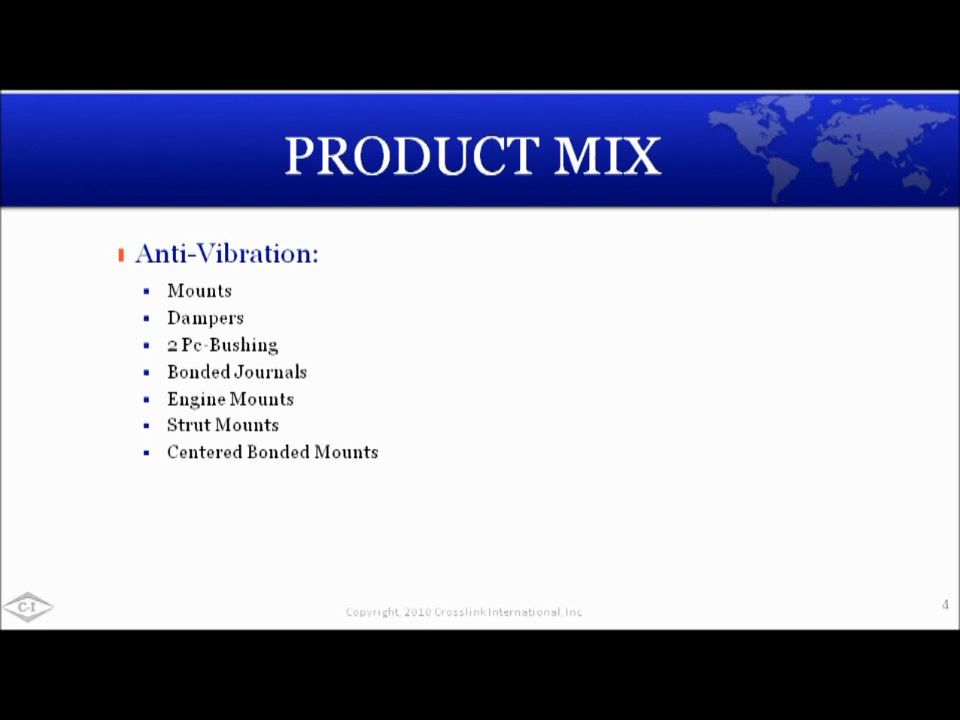 PRODUCT MIX
Anti-Vibration:
Mounts
Dampers
2 Pc-Bushing
Bonded Journals
Engine Mounts
Strut Mounts
Centered Bonded Mounts
C-I
Copyright, 2010 Crosslink International, Inc
4